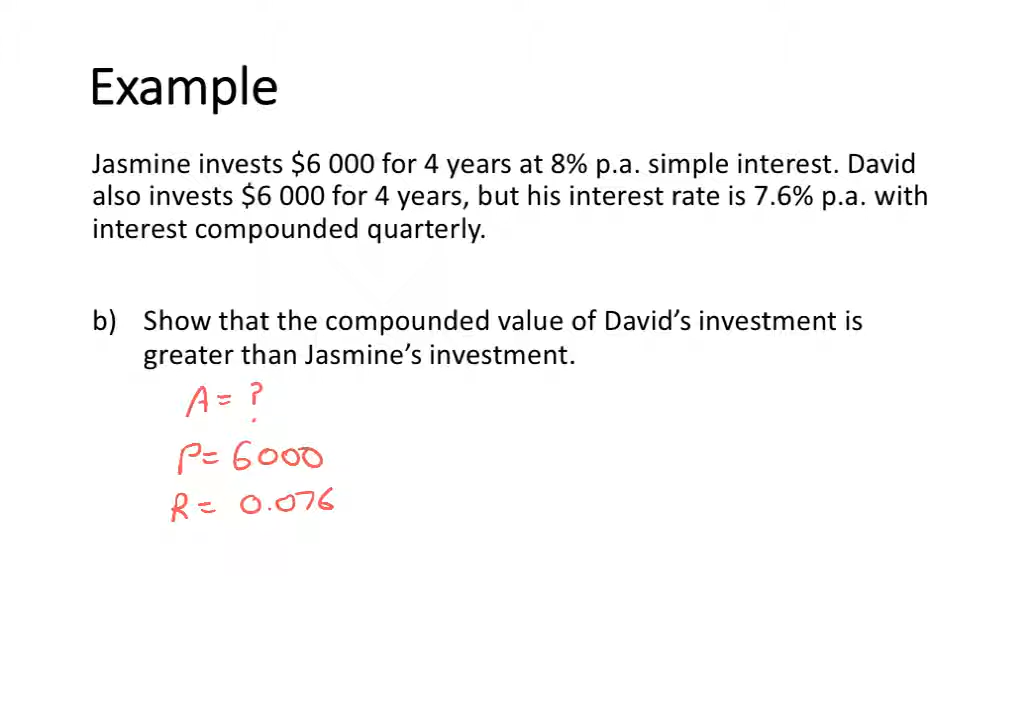 Example
Jasmine invests $6 000 for 4 years at 8% p.a. simple interest. David
also invests $6 000 for 4 years, but his interest rate is 7.6% p.a. with
interest compounded quarterly.
b) Show that the compounded value of David’s investment is
greater than Jasmine’s investment.
A = ?
P = 6000
R = 0.076